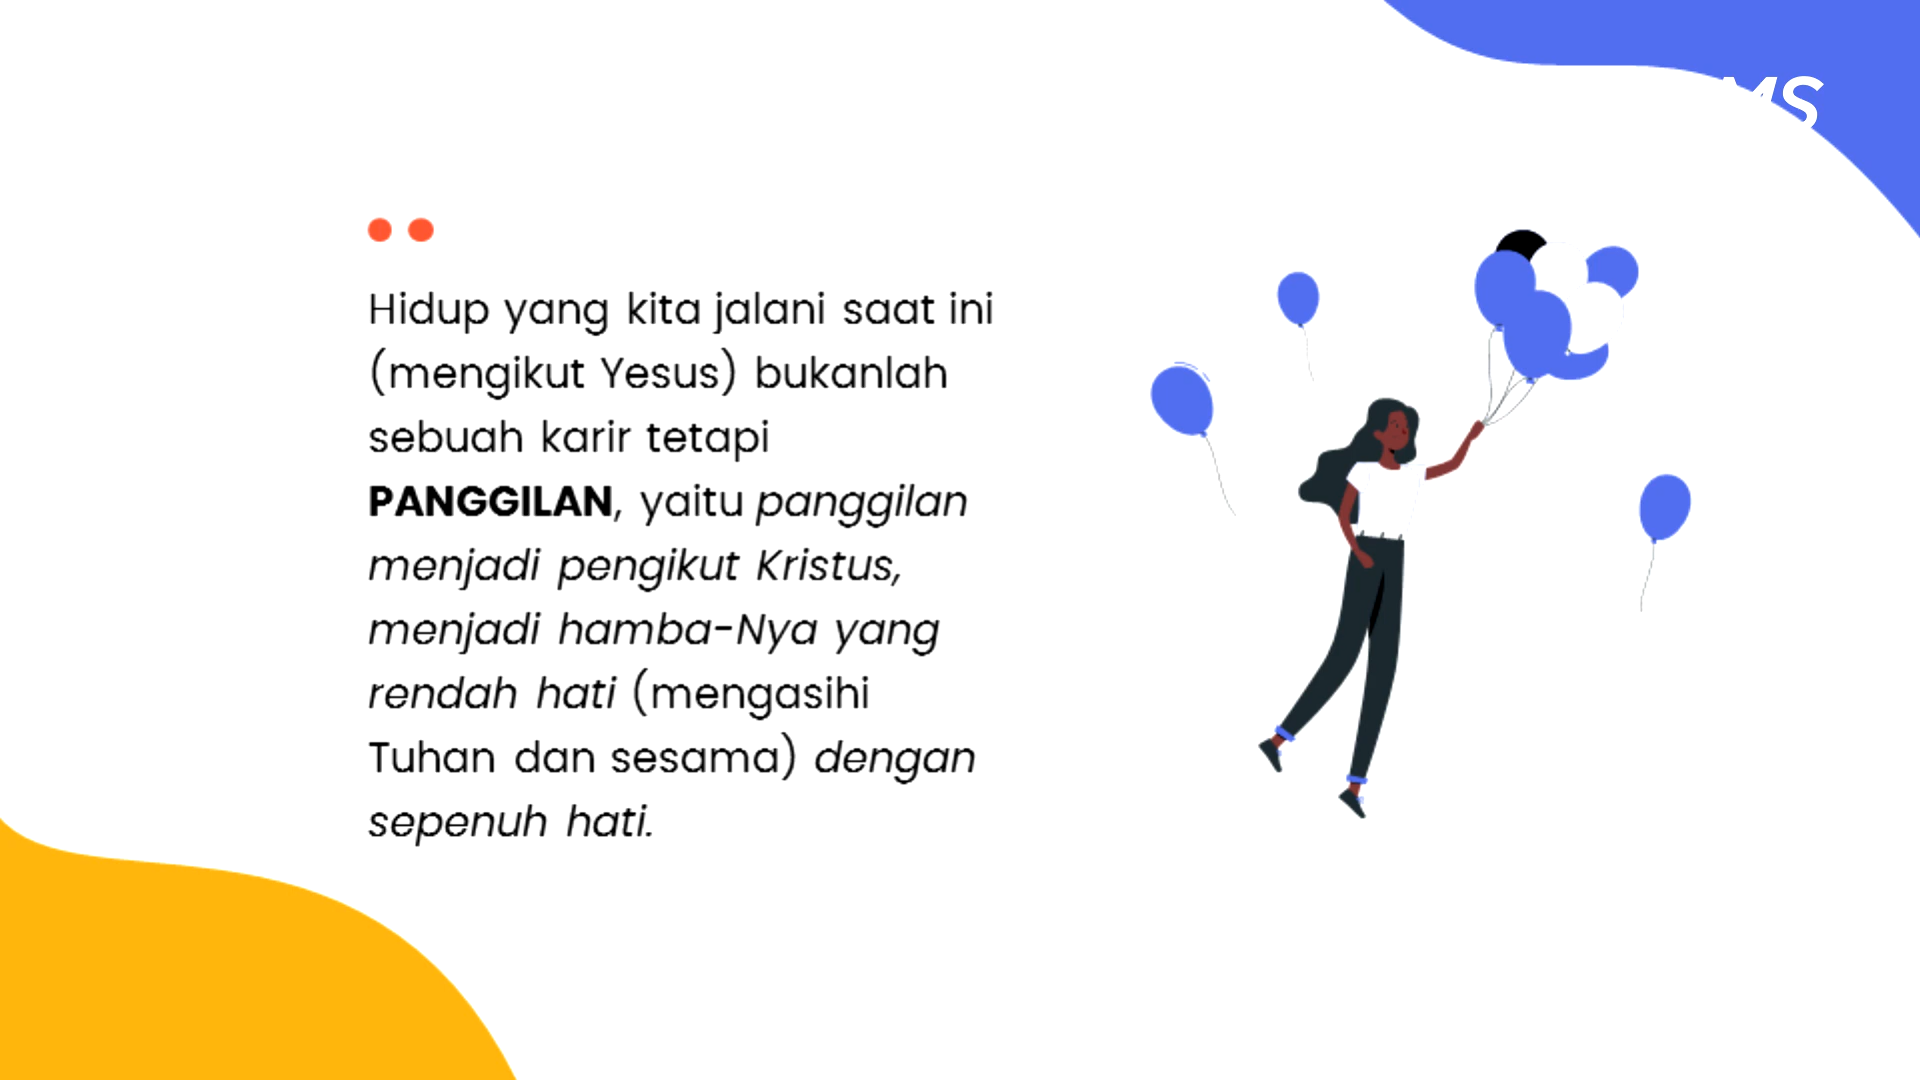 MS
Hidup yang kita jalani saat ini
(mengikut Yesus) bukanlah
sebuah karir tetapi
PANGGILAN, yaitu panggilan
menjadi pengikut Kristus,
menjadi hamba-Nya yang
rendah hati (mengasihi
Tuhan dan sesama) dengan
sepenuh hati.